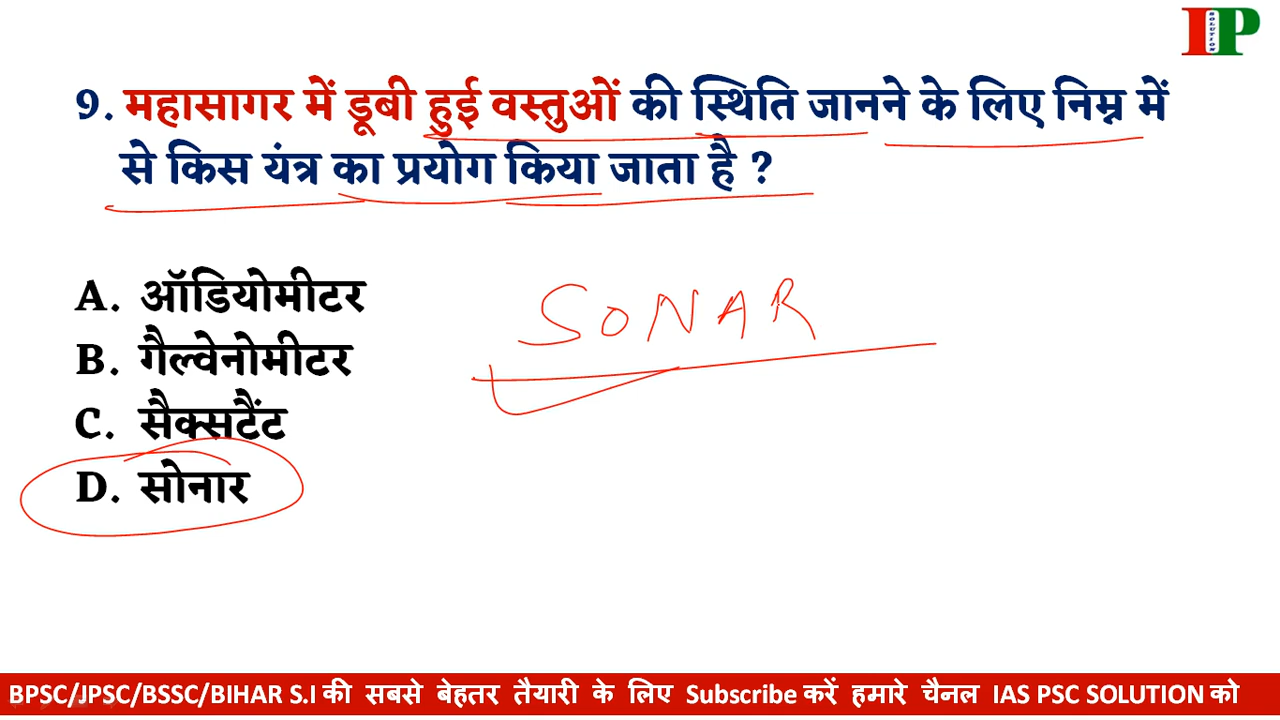 IP
SOLUTION
9. महासागर में डूबी हुई वस्तुओं की स्थिति जानने के लिए निम्न में
से किस यंत्र का प्रयोग किया जाता है ?
A. ऑडियोमीटर
B. गैल्वेनोमीटर
C. सैक्सटैंट
D. सोनार
SONAR
BPSC/JPSC/BSSC/BIHAR S.I की सबसे बेहतर तैयारी के लिए Subscribe करें हमारे चैनल IAS PSC SOLUTION को